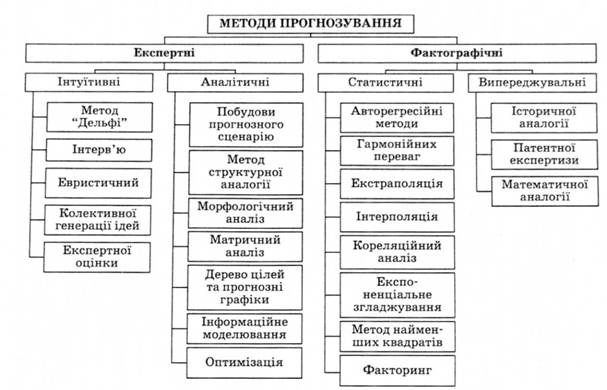 МЕТОДИ ПРОГНОЗУВАННЯ
Експертні
Фактографічні
Інтуїтивні
Аналітичні
Статистичні
Випереджувальні
Метод
“Дельфі”
Інтерв’ю
Евристичний
Колективної
генерації ідей
Експертної
оцінки
Побудови
прогнозного
сценарію
Метод
структурної
аналогії
Морфологічний
аналіз
Матричний
аналіз
Дерево цілей
та прогнозні
графіки
Інформаційне
моделювання
Оптимізація
Авторегресійні
методи
Гармонійних
переваг
Екстраполяція
Інтерполяція
Кореляційний
аналіз
Експо-
ненціальне
згладжування
Метод наймен-
ших квадратів
Факторинг
Історичної
аналогії
Патентної
експертизи
Математичної
аналогії